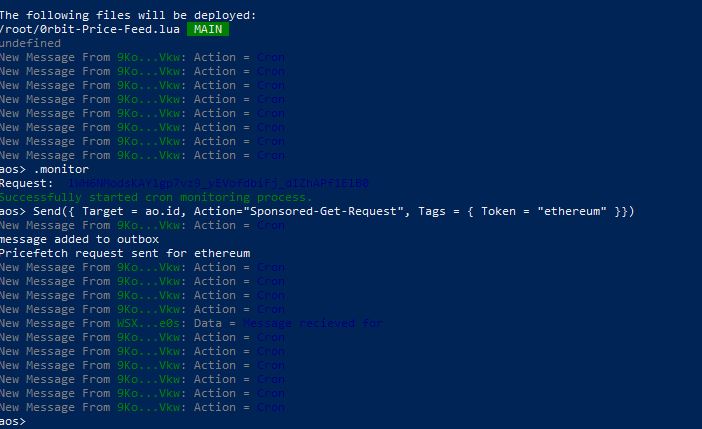 The following files will be deployed:
/root/0rbit-Price-Feed.lua MAIN
undefined
New Message From 9Ko...Vkw: Action = Cron
New Message From 9Ko...Vkw: Action = Cron
New Message From 9Ko...Vkw: Action = Cron
New Message From 9Ko...Vkw: Action = Cron
New Message From 9Ko...Vkw: Action = Cron
New Message From 9Ko...Vkw: Action = Cron
New Message From 9Ko...Vkw: Action = Cron
New Message From 9Ko...Vkw: Action = Cron
aos> .monitor
Request:
Successfully started cron monitoring process.
aos> Send({ Target = ao.id, Action="Sponsored-Get-Request", Tags = { Token = "ethereum" }})
New Message From 9Ko...Vkw: Action = Cron
message added to outbox
Pricefetch request sent for ethereum
New Message From 9Ko...Vkw: Action = Cron
New Message From 9Ko...Vkw: Action = Cron
New Message From 9Ko...Vkw: Action = Cron
New Message From 9Ko...Vkw: Action = Cron
New Message From WSX...e0s: Data = Message recieved for
New Message From 9Ko...Vkw: Action = Cron
New Message From 9Ko...Vkw: Action = Cron
New Message From 9Ko...Vkw: Action = Cron
New Message From 9Ko...Vkw: Action = Cron
New Message From 9Ko...Vkw: Action = Cron
New Message From 9Ko...Vkw: Action = Cron
aos>